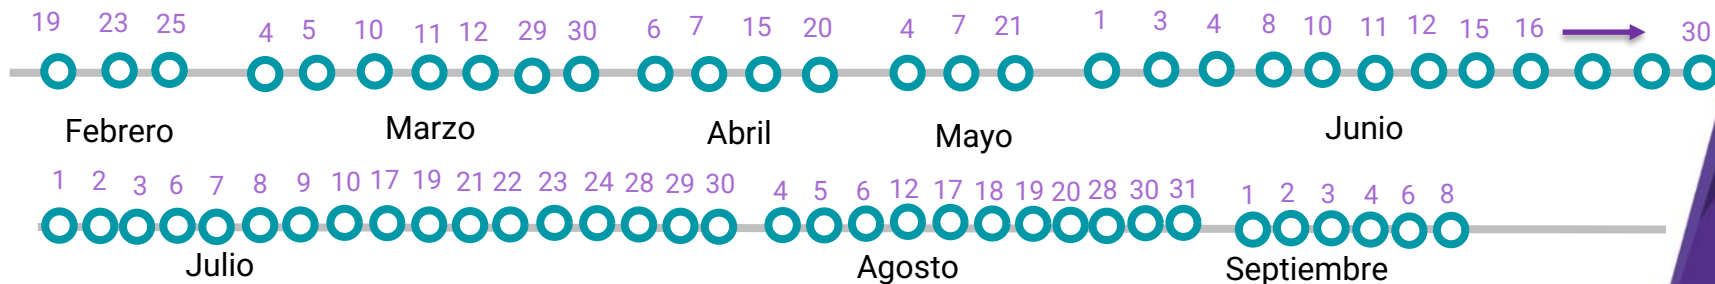 19 23 25 4 5 10 11 12 29 30 6 7 15 20 4 7 21 1 3 4 8 10 11 12 15 16 30
Febrero Marzo Abril Mayo Junio
1 2 3 6 7 8 9 10 17 19 21 22 23 24 28 29 30 4 5 6 12 17 18 19 20 28 30 31 1 2 3 4 6 8
Julio Agosto Septiembre